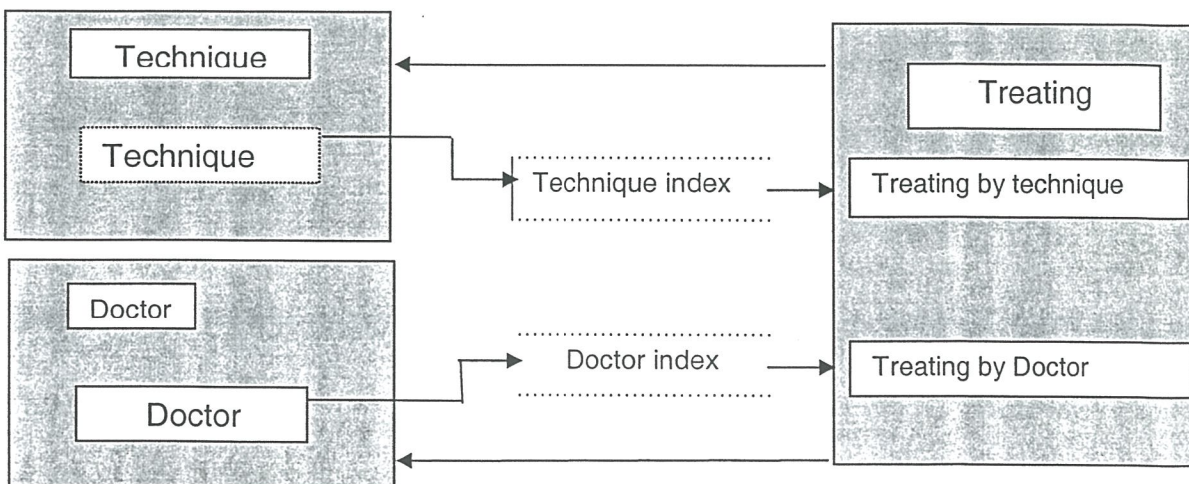 Technique
Technique
Treating
Technique index
Treating by technique
Doctor
Doctor
Doctor index
Treating by Doctor